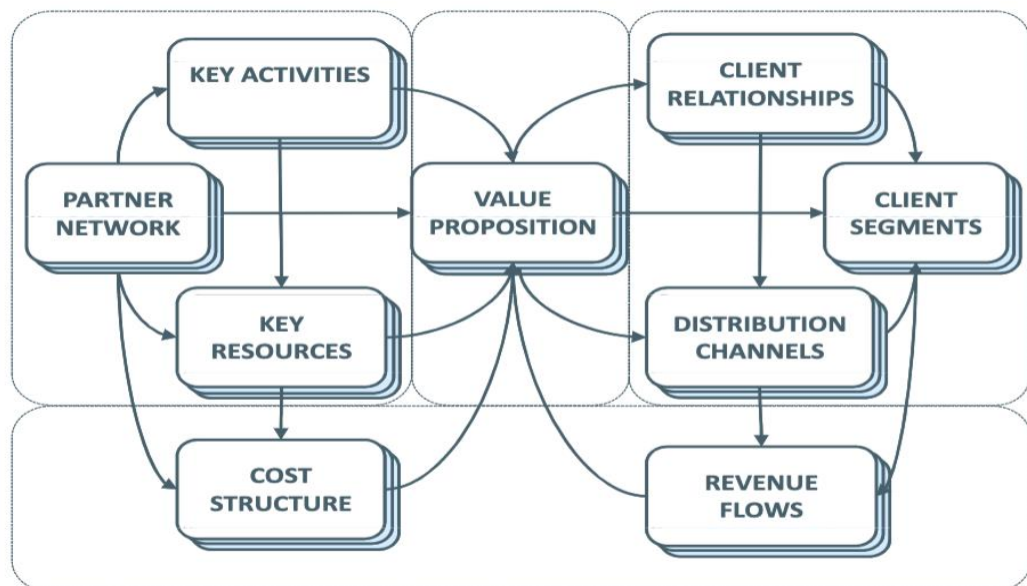 KEY ACTIVITIES
CLIENT
RELATIONSHIPS
PARTNER
NETWORK
VALUE
PROPOSITION
CLIENT
SEGMENTS
KEY
RESOURCES
DISTRIBUTION
CHANNELS
COST
STRUCTURE
REVENUE
FLOWS